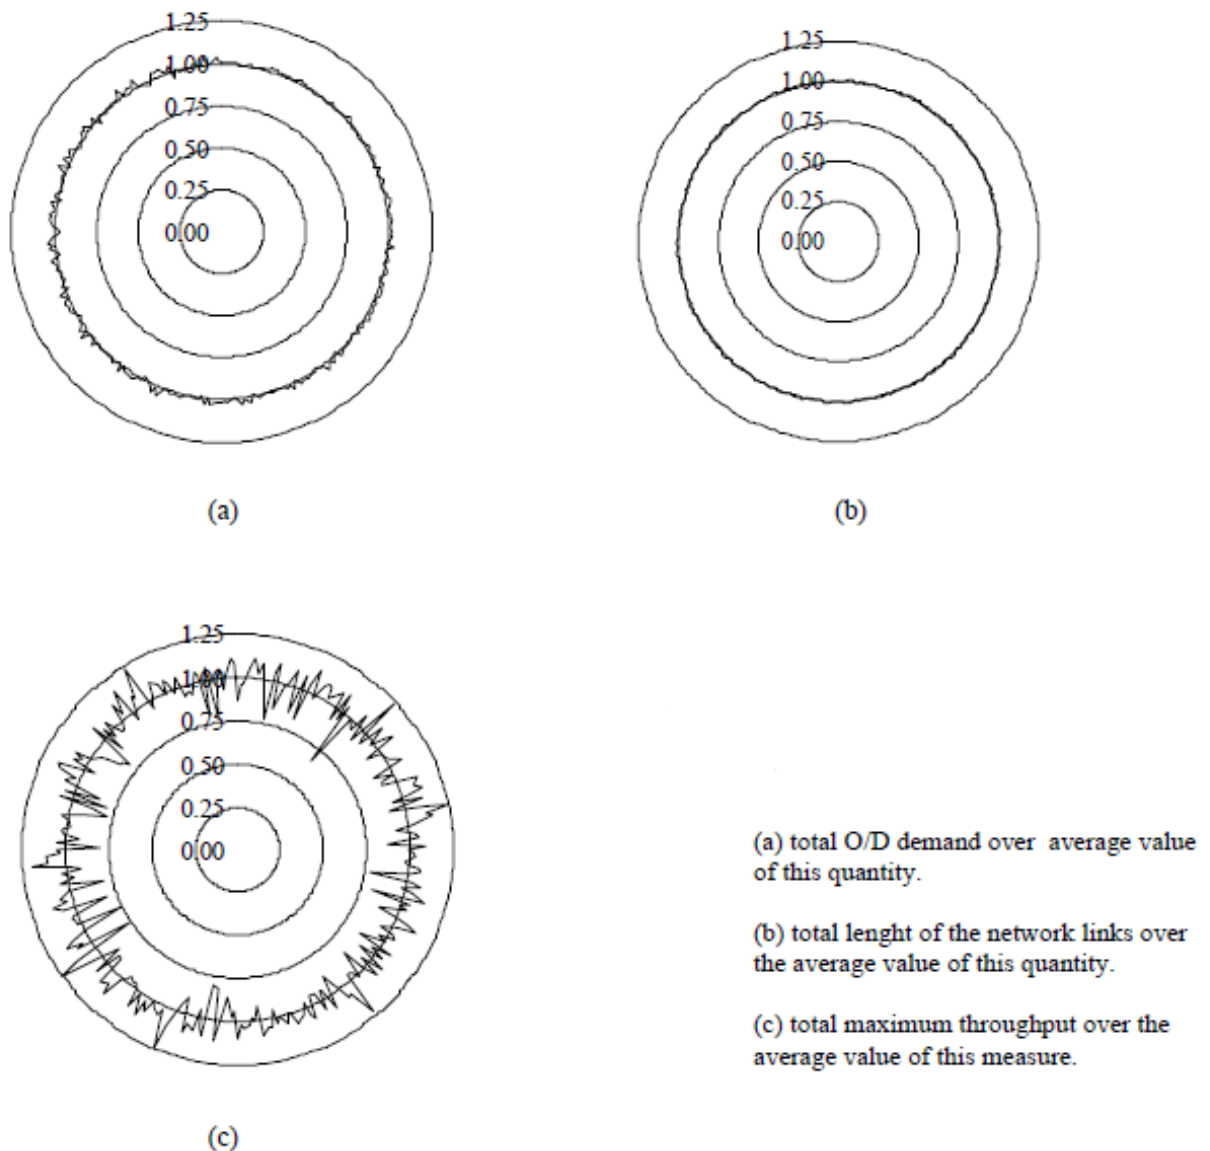 1.25
1.00
0.75
0.50
0.25
0.00
(a)
1.25
1.00
0.75
0.50
0.25
0.00
(b)
1.25
1.00
0.75
0.50
0.25
0.00
(c)
(a) total O/D demand over average value
of this quantity.
(b) total lenght of the network links over
the average value of this quantity.
(c) total maximum throughput over the
average value of this measure.